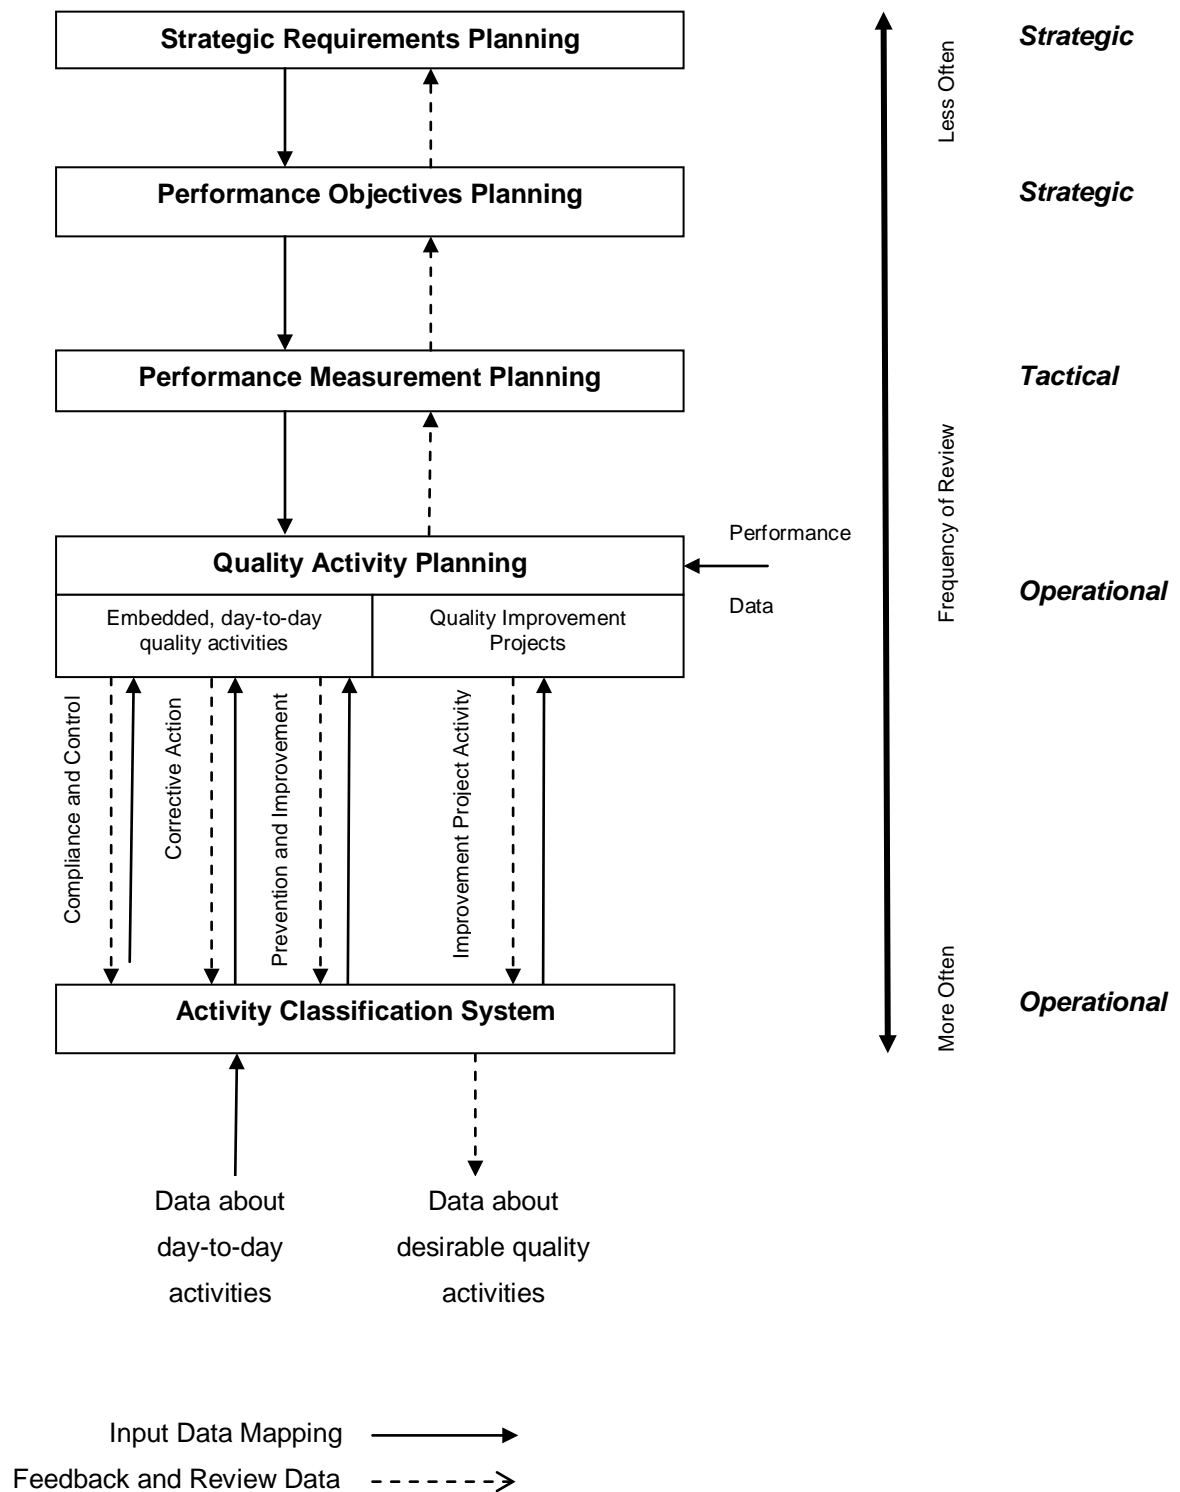 Strategic Requirements Planning
Strategic
Less Often
Performance Objectives Planning
Strategic
Performance Measurement Planning
Tactical
Frequency of Review
Performance
Quality Activity Planning
Data
Operational
Embedded, day-to-day
quality activities
Quality Improvement
Projects
Compliance and Control
Corrective Action
Prevention and Improvement
Improvement Project Activity
More Often
Activity Classification System
Operational
Data about
day-to-day
activities
Data about
desirable quality
activities
Input Data Mapping
Feedback and Review Data